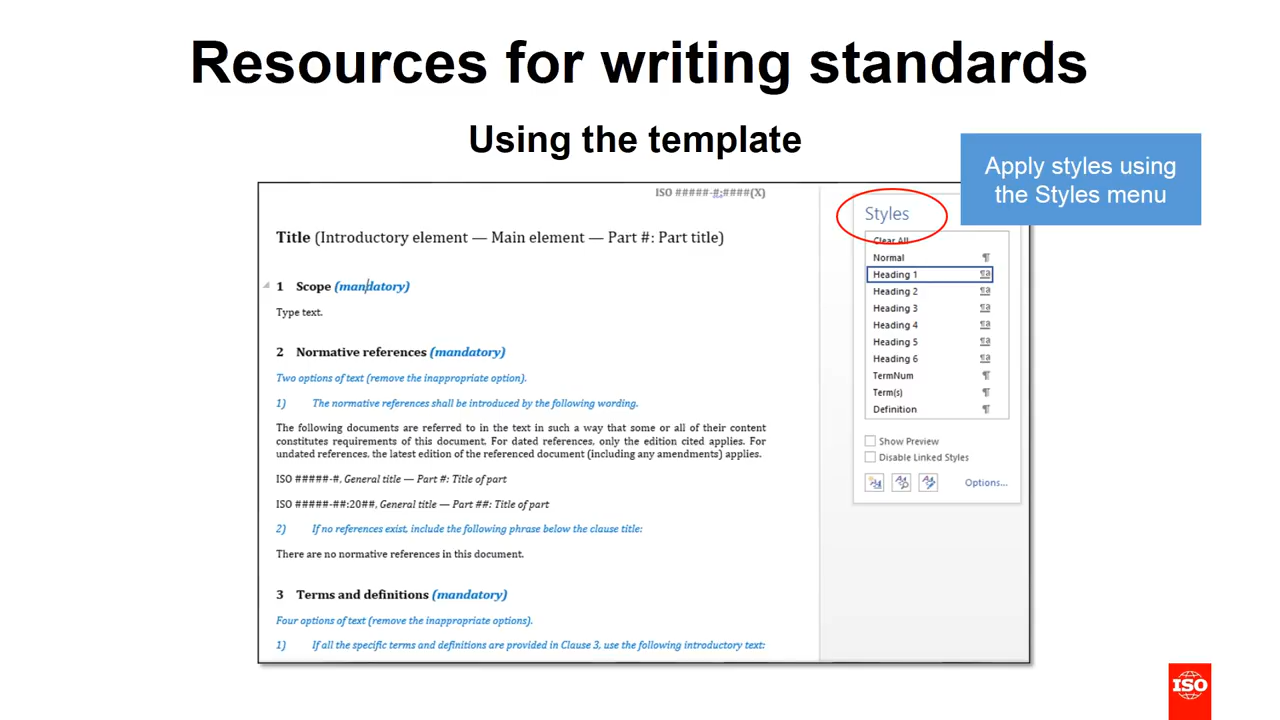 Resources for writing standards
Using the template
Apply styles using
the Styles menu
ISO #####-#:####(X)
Title (Introductory element — Main element — Part #: Part title)
1 Scope (mandatory)
Type text.
2 Normative references (mandatory)
Two options of text (remove the inappropriate option).
1) The normative references shall be introduced by the following wording.
The following documents are referred to in the text in such a way that some or all of their content
constitutes requirements of this document. For dated references, only the edition cited applies. For
undated references, the latest edition of the referenced document (including any amendments) applies.
ISO #####-#, General title — Part #: Title of part
ISO #####-##:20##, General title — Part ##: Title of part
2) If no references exist, include the following phrase below the clause title:
There are no normative references in this document.
3 Terms and definitions (mandatory)
Four options of text (remove the inappropriate options).
1) If all the specific terms and definitions are provided in Clause 3, use the following introductory text:
Styles
Clear All
Normal
Heading 1
Heading 2
Heading 3
Heading 4
Heading 5
Heading 6
TermNum
Term(s)
Definition
Show Preview
Disable Linked Styles
Options...
ISO